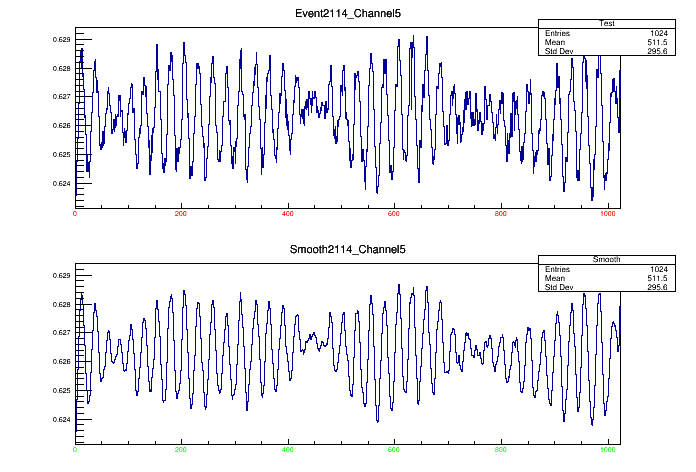 Event2114_Channel5
Test
Entries 1024
Mean 511.5
Std Dev 295.6
0.629
0.628
0.627
0.626
0.625
0.624
0 200 400 600 800 1000
Smooth2114_Channel5
Smooth
Entries 1024
Mean 511.5
Std Dev 295.6
0.629
0.628
0.627
0.626
0.625
0.624
0 200 400 600 800 1000